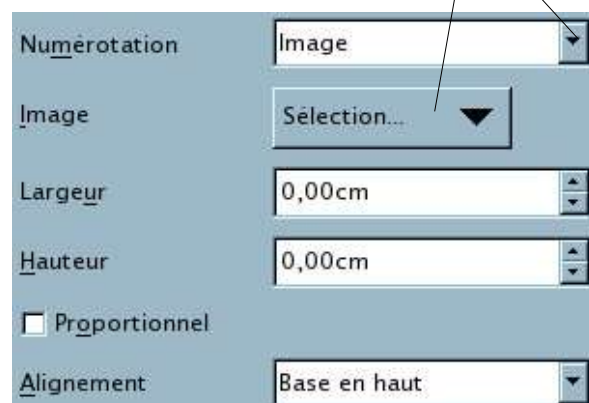 Numérotation Image
Image Sélection...
Largeur 0,00cm
Hauteur 0,00cm
Proportionnel
Alignement Base en haut